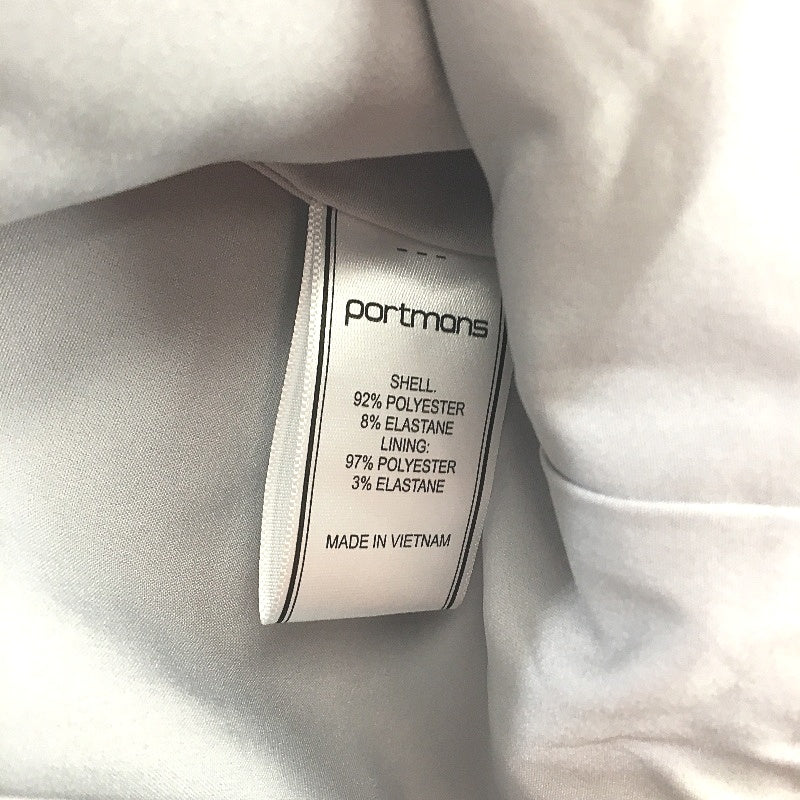 portmans
SHELL:
92% POLYESTER
8% ELASTANE
LINING:
97% POLYESTER
3% ELASTANE
MADE IN VIETNAM